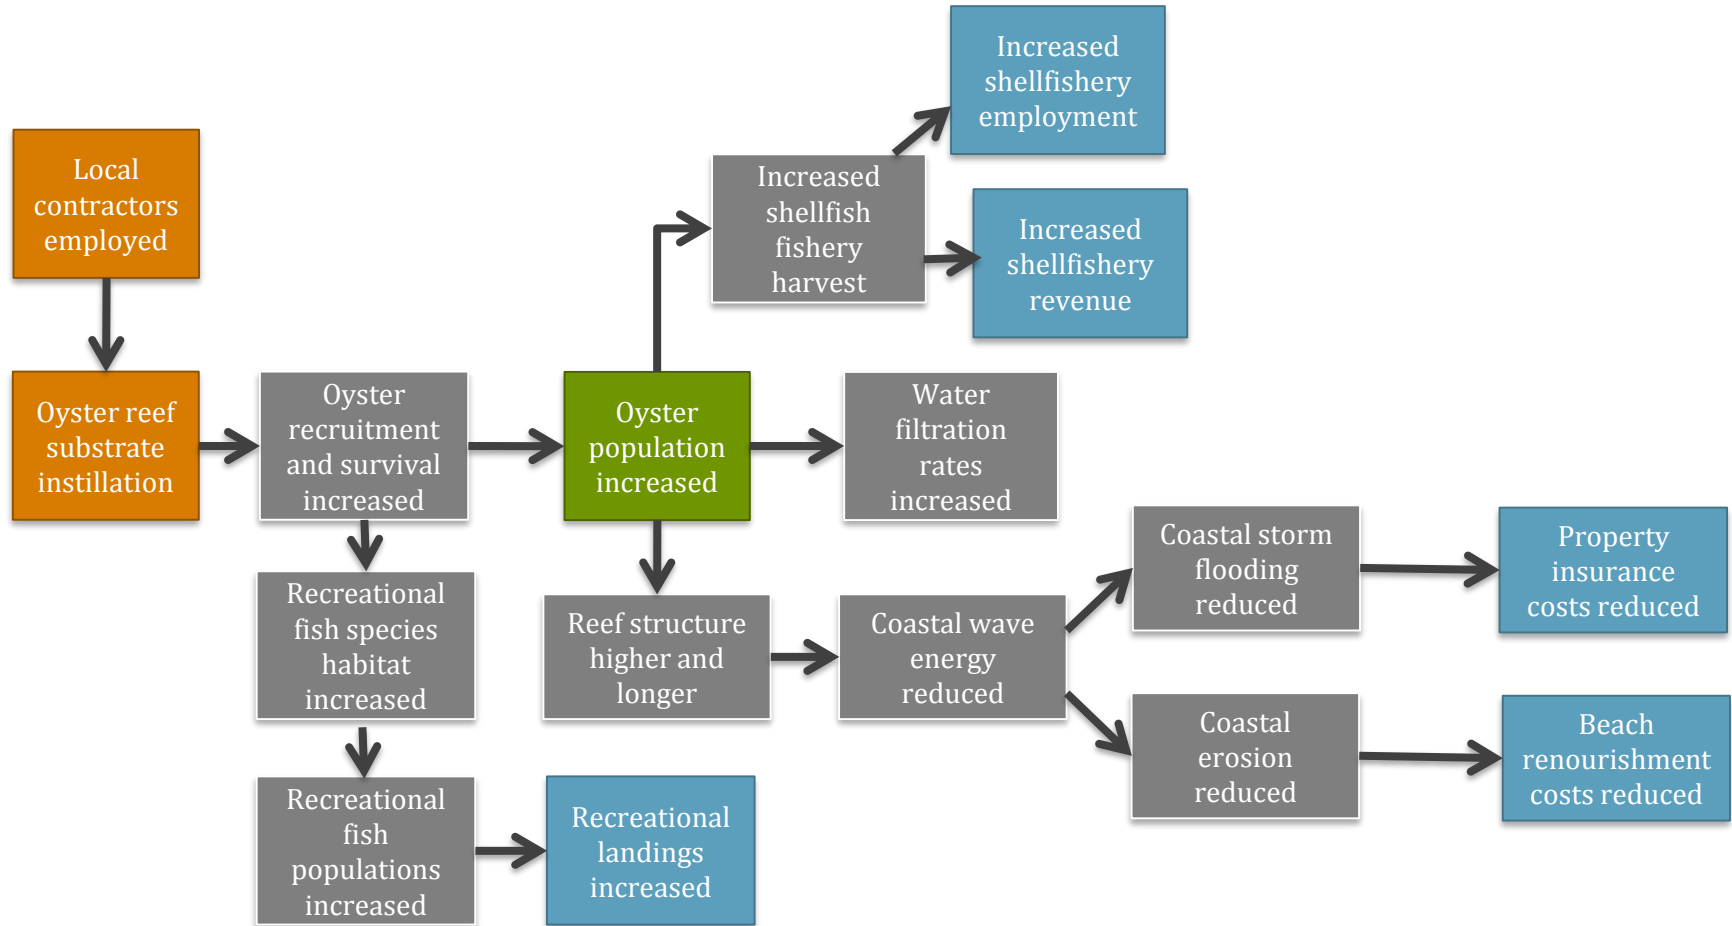 Local
contractors
employed
Oyster reef
substrate
instillation
Oyster
recruitment
and survival
increased
Recreational
fish species
habitat
increased
Recreational
fish
populations
increased
Recreational
landings
increased
Oyster
population
increased
Increased
shellfish
fishery
harvest
Increased
shellfishery
employment
Increased
shellfishery
revenue
Water
filtration
rates
increased
Reef structure
higher and
longer
Coastal wave
energy
reduced
Coastal storm
flooding
reduced
Property
insurance
costs reduced
Coastal
erosion
reduced
Beach
renourishment
costs reduced